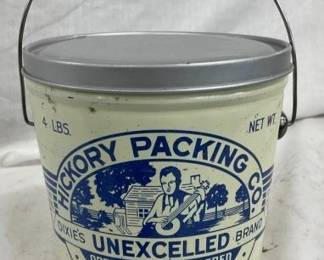 4 LBS. NET WT.
HICKORY PACKING CO.
DIXIE'S UNEXCELLED BRAND